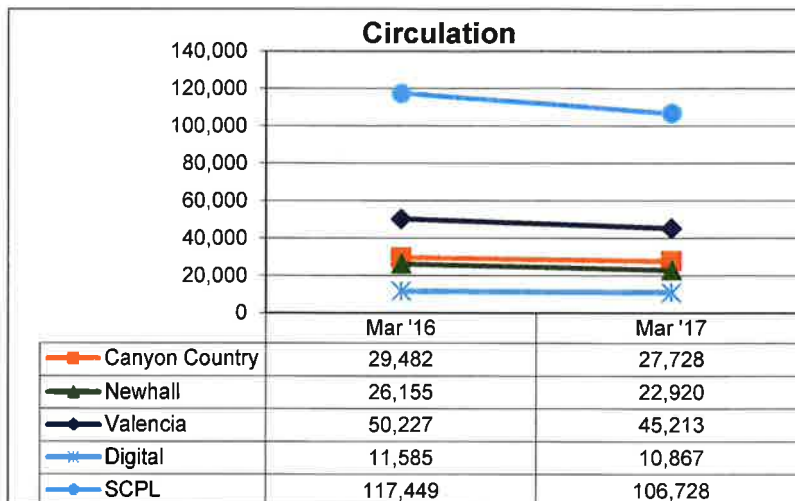 Circulation
140,000
120,000
100,000
80,000
60,000
40,000
20,000
0
Mar '16 Mar '17
Canyon Country 29,482 27,728
Newhall 26,155 22,920
Valencia 50,227 45,213
Digital 11,585 10,867
SCPL 117,449 106,728